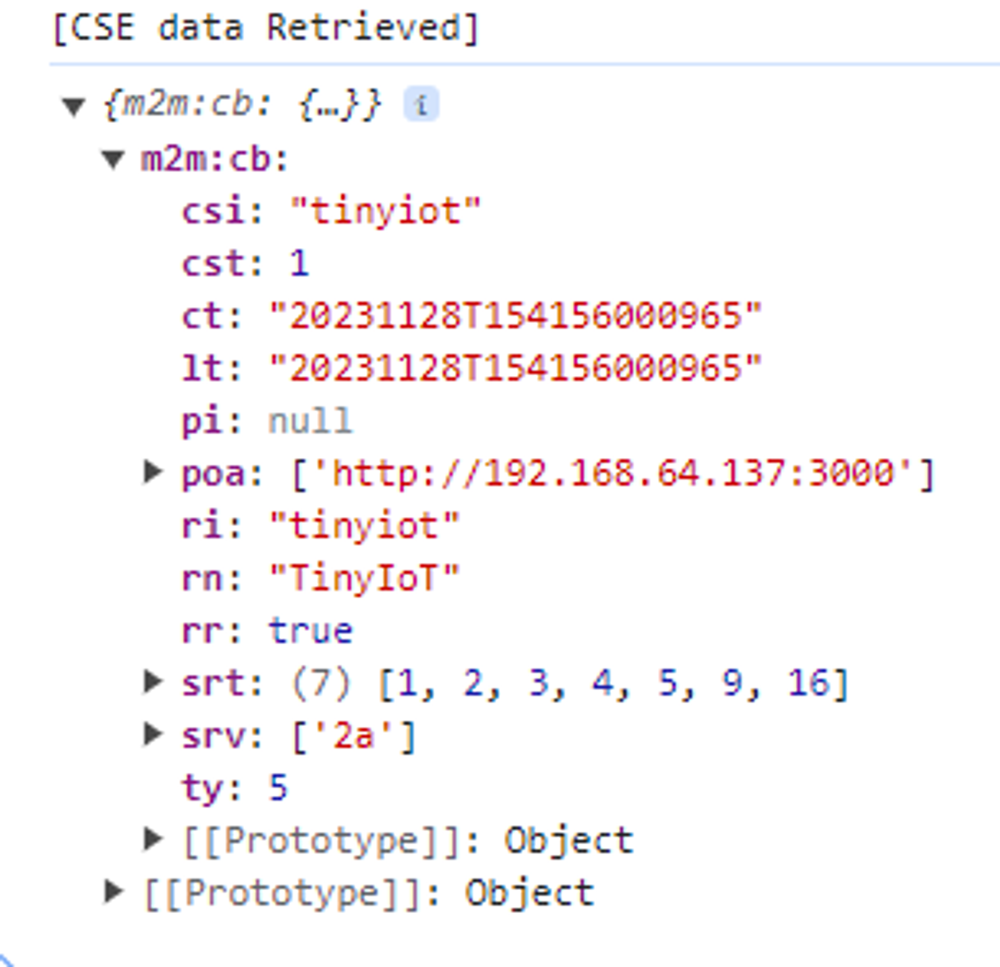 [CSE data Retrieved]
{m2m:cb: {…}} i
m2m:cb:
csi: "tinyiot"
cst: 1
ct: "20231128T154156000965"
lt: "20231128T154156000965"
pi: null
poa: ['http://192.168.64.137:3000']
ri: "tinyiot"
rn: "TinyIoT"
rr: true
srt: (7) [1, 2, 3, 4, 5, 9, 16]
srv: ['2a']
ty: 5
[[Prototype]]: Object
[[Prototype]]: Object